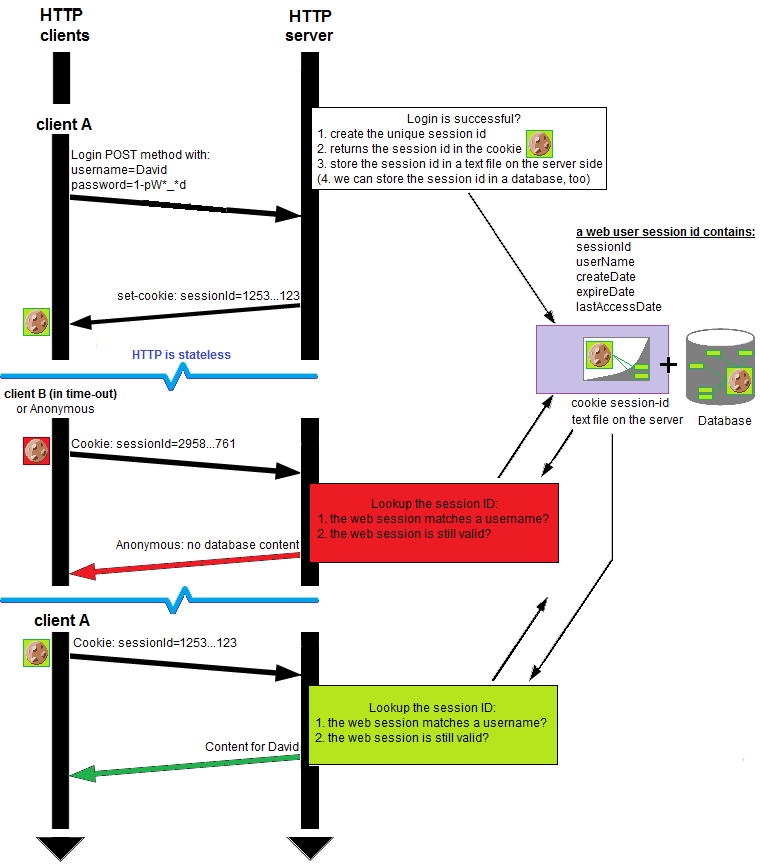 HTTP
clients
HTTP
server
client A
Login POST method with:
username=David
password=1-pW*_*d
Login is successful?
1. create the unique session id
2. returns the session id in the cookie
3. store the session id in a text file on the server side
(4. we can store the session id in a database, too)
a web user session id contains:
sessionId
userName
createDate
expireDate
lastAccessDate
set-cookie: sessionId=1253...123
HTTP is stateless
+
cookie session-id
text file on the server
Database
client B (in time-out)
or Anonymous
Cookie: sessionId=2958...761
Lookup the session ID:
1. the web session matches a username?
2. the web session is still valid?
Anonymous: no database content
client A
Cookie: sessionId=1253...123
Lookup the session ID:
1. the web session matches a username?
2. the web session is still valid?
Content for David